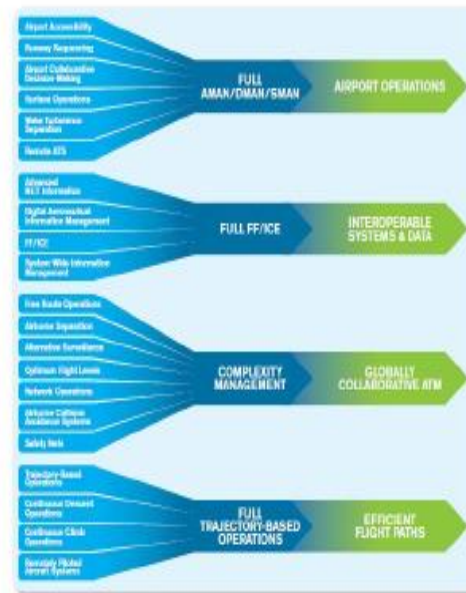 Airport Accessibility
Runway Sequencing
Airport Collaborative
Decision-Making
Surface Operations
Wake Turbulence
Separation
Remote ATS
FULL
AMAN/DMAN/SMAN
AIRPORT OPERATIONS
Advanced
MET Information
Digital Aeronautical
Information Management
FF/ICE
System Wide Information
Management
FULL FF/ICE
INTEROPERABLE
SYSTEMS & DATA
Free Route Operations
Airborne Separation
Alternative Surveillance
Optimum Flight Levels
Network Operations
Airborne Collision
Avoidance Systems
Safety Nets
COMPLEXITY
MANAGEMENT
GLOBALLY
COLLABORATIVE ATM
Trajectory-Based
Operations
Continuous Descent
Operations
Continuous Climb
Operations
Remotely Piloted
Aircraft Systems
FULL
TRAJECTORY-BASED
OPERATIONS
EFFICIENT
FLIGHT PATHS